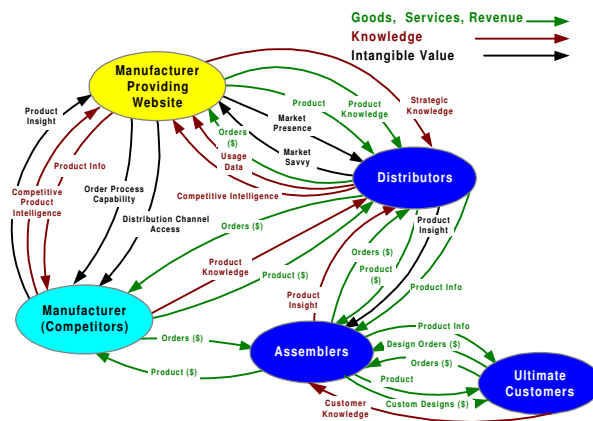 Goods, Services, Revenue
Knowledge
Intangible Value
Manufacturer
Providing
Website
Product
Insight
Product
Product
Knowledge
Strategic
Knowledge
Market
Presence
Orders
($)
Market
Savvy
Usage
Data
Product Info
Competitive
Product
Intelligence
Order Process
Capability
Competitive Intelligence
Distributors
Distribution Channel
Access
Orders ($)
Product
Insight
Product
Knowledge
Product ($)
Orders ($)
Product
($)
Product Info
Product
Insight
Manufacturer
(Competitors)
Orders ($)
Product ($)
Assemblers
Product Info
Design Orders ($)
Orders ($)
Product
Custom Designs ($)
Customer
Knowledge
Ultimate
Customers